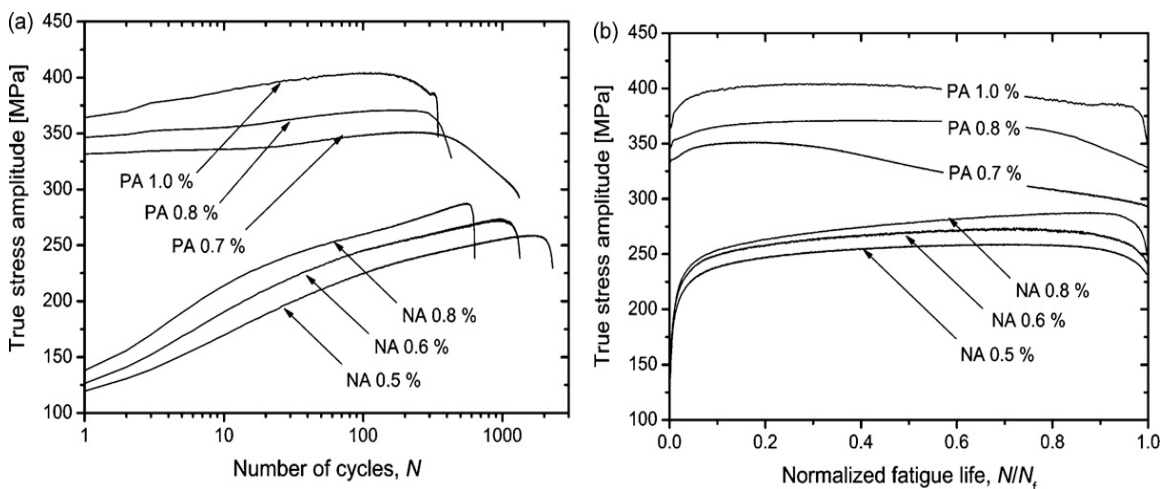 (a)
True stress amplitude [MPa]
450
400
350
300
250
200
150
100
PA 1.0 %
PA 0.8 %
PA 0.7 %
NA 0.8 %
NA 0.6 %
NA 0.5 %
1
10
100
1000
Number of cycles, N
(b)
True stress amplitude [MPa]
450
400
350
300
250
200
150
100
PA 1.0 %
PA 0.8 %
PA 0.7 %
NA 0.8 %
NA 0.6 %
NA 0.5 %
0.0
0.2
0.4
0.6
0.8
1.0
Normalized fatigue life, N/Nf